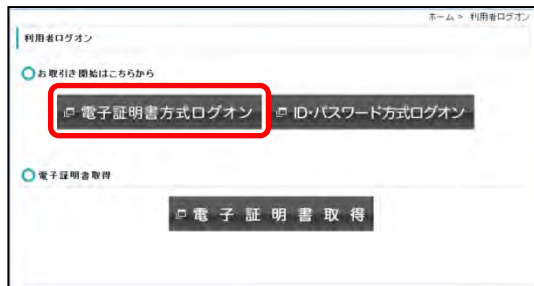 ホーム > 利用者ログオン
利用者ログオン
お取引き開始はこちらから
電子証明書方式ログオン
ID・パスワード方式ログオン
電子証明書取得
電子証明書取得